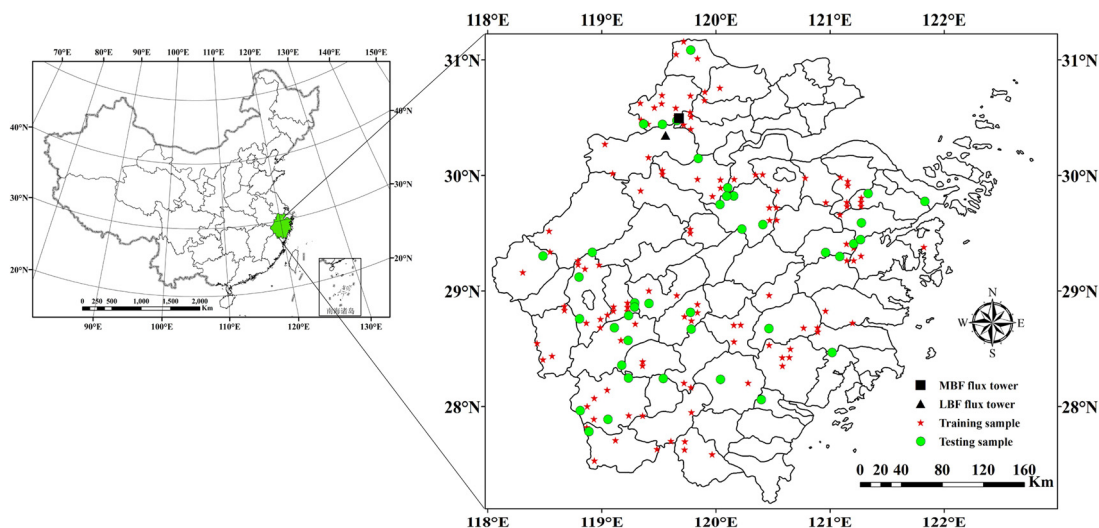 118°E 119°E 120°E 121°E 122°E
70°E 80°E 90°E 100°E 110°E 120°E 130°E 140°E 150°E
31°N 31°N
40°N
40°N
30°N 30°N
30°N
30°N
29°N 29°N
20°N 20°N
0 250 500 1,000 1,500 2,000
Km
南海诸岛
90°E 100°E 110°E 120°E 130°E
N
W E
S
28°N 28°N
MBF flux tower
LBF flux tower
Training sample
Testing sample
0 20 40 80 120 160
Km
118°E 119°E 120°E 121°E 122°E